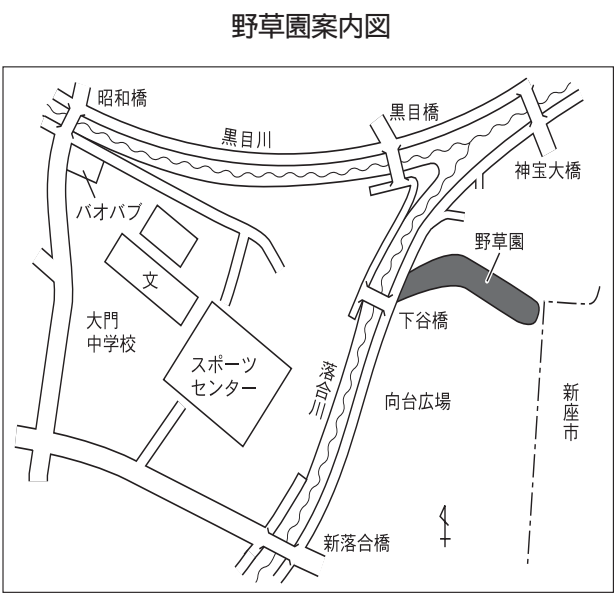 野草園案内図
昭和橋
黒目川
黒目橋
神宝大橋
バオバブ
野草園
文
大門
中学校
下谷橋
スポーツ
センター
落合川
向台広場
新座市
新落合橋